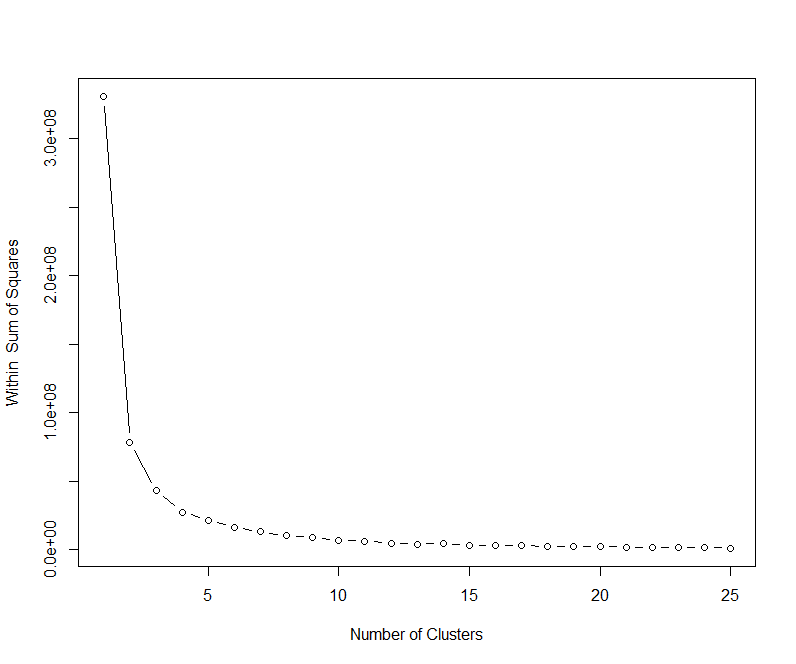 3.0e+08
2.0e+08
1.0e+08
0.0e+00
Within  Sum of Squares
5 10 15 20 25
Number of Clusters